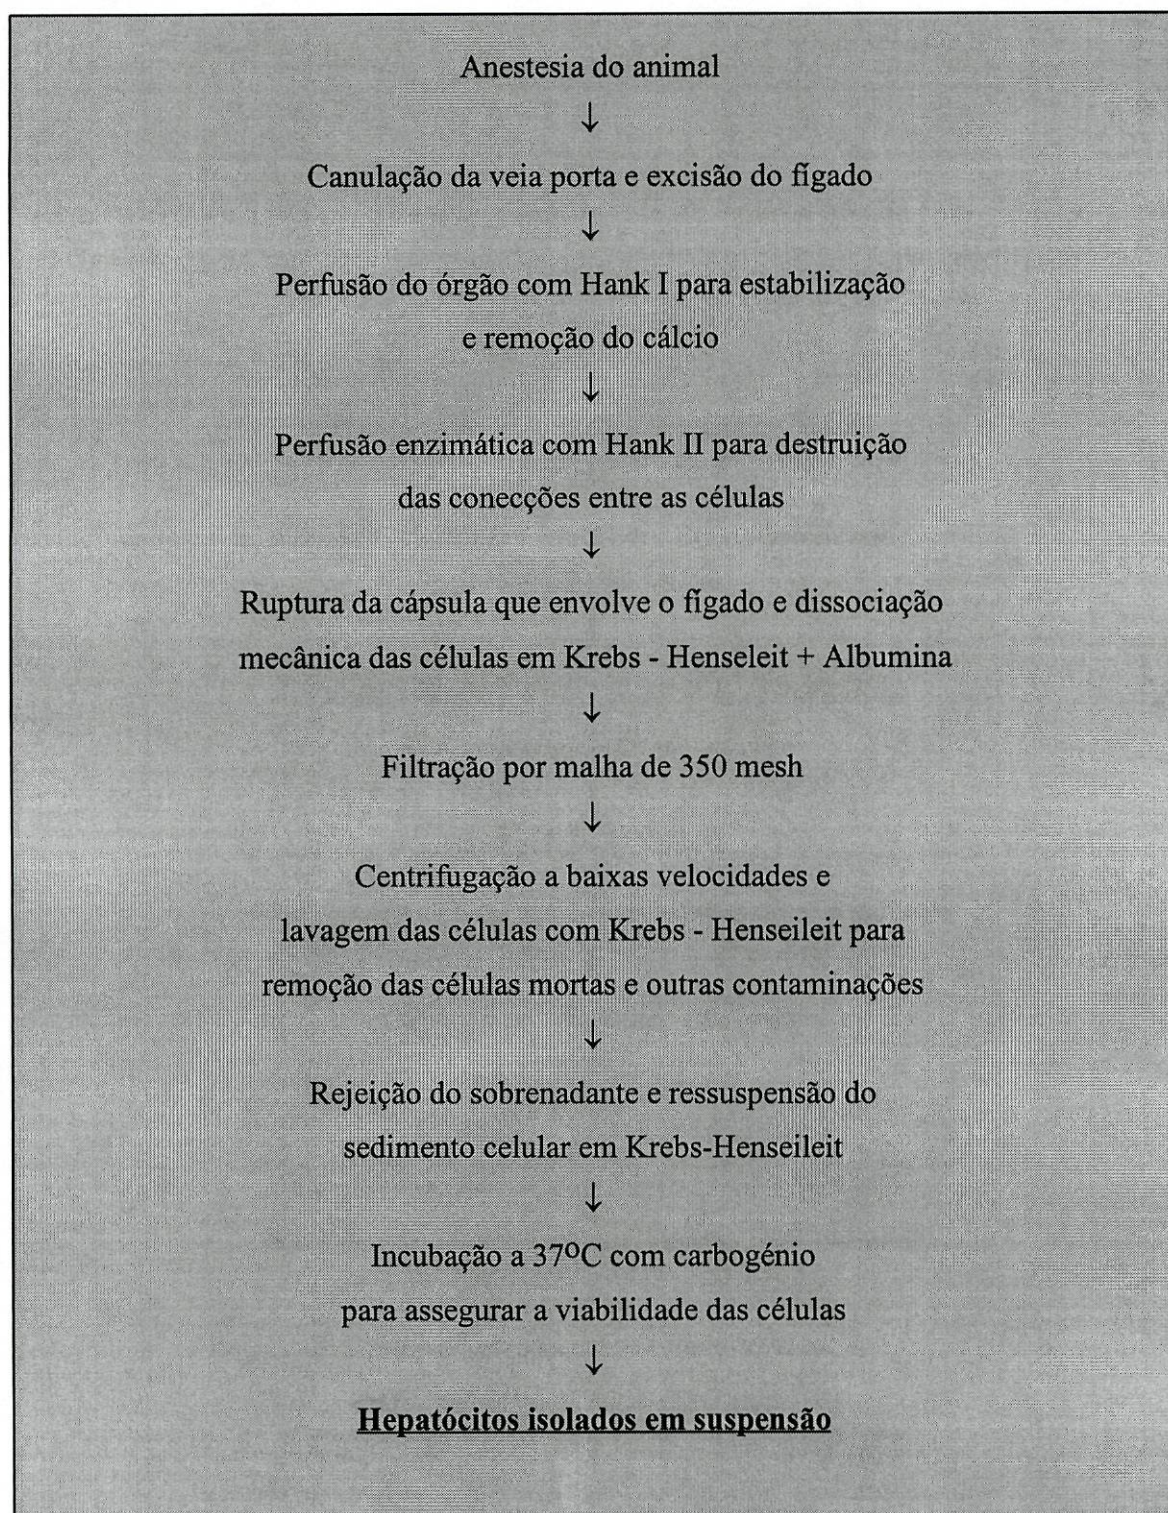 Anestesia do animal
↓
Canulação da veia porta e excisão do fígado
↓
Perfusão do órgão com Hank I para estabilização
e remoção do cálcio
↓
Perfusão enzimática com Hank II para destruição
das conecções entre as células
↓
Ruptura da cápsula que envolve o fígado e dissociação
mecânica das células em Krebs - Henseleit + Albumina
↓
Filtração por malha de 350 mesh
↓
Centrifugação a baixas velocidades e
lavagem das células com Krebs - Henseileit para
remoção das células mortas e outras contaminações
↓
Rejeição do sobrenadante e ressuspensão do
sedimento celular em Krebs-Henseileit
↓
Incubação a 37ºC com carbogénio
para assegurar a viabilidade das células
↓
Hepatócitos isolados em suspensão